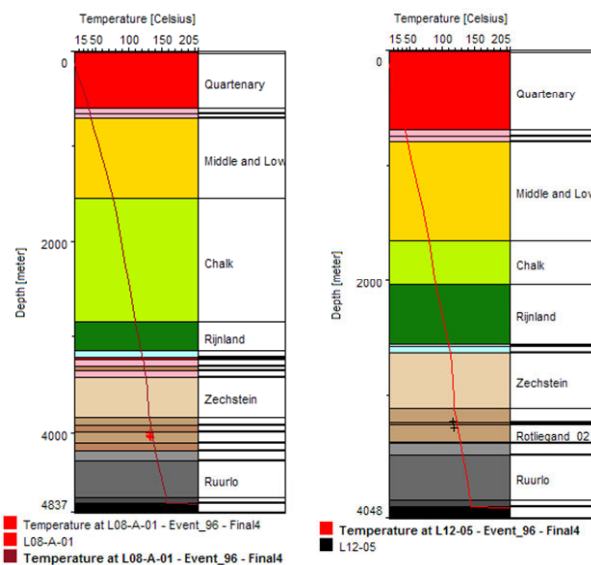 Temperature [Celsius]
15 50 100 150 205
0
2000
4000
4837
Depth [meter]
Quartenary
Middle and Low
Chalk
Rijnland
Zechstein
Ruurlo
Temperature at L08-A-01 - Event_96 - Final4
L08-A-01
Temperature at L08-A-01 - Event_96 - Final4
Temperature [Celsius]
15 50 100 150 205
0
2000
4048
Depth [meter]
Quartenary
Middle and Lov
Chalk
Rijnland
Zechstein
Rotliegand_02
Ruurlo
Temperature at L12-05 - Event_96 - Final4
L12-05